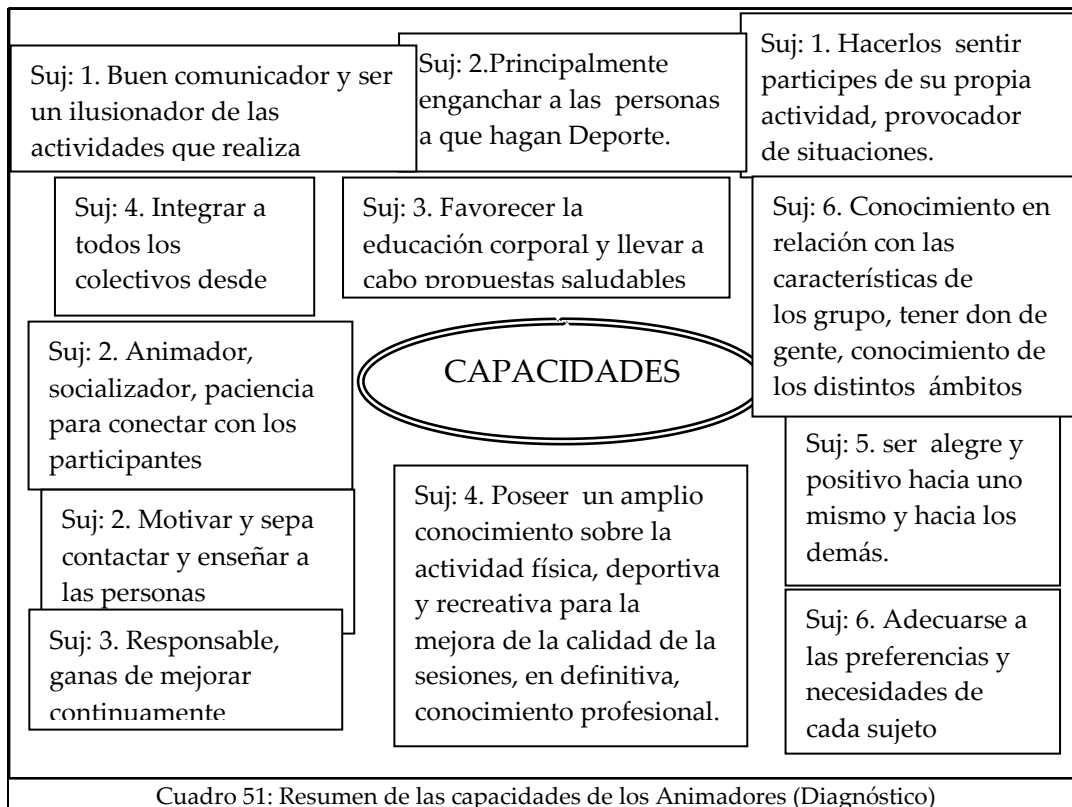 Suj: 1. Buen comunicador y ser
un ilusionador de las
actividades que realiza
Suj: 2.Principalmente
enganchar a las personas
a que hagan Deporte.
Suj: 1. Hacerlos sentir
participes de su propia
actividad, provocador
de situaciones.
Suj: 4. Integrar a
todos los
colectivos desde
Suj: 3. Favorecer la
educación corporal y llevar a
cabo propuestas saludables
Suj: 6. Conocimiento en
relación con las
características de
los grupo, tener don de
gente, conocimiento de
los distintos ámbitos
CAPACIDADES
Suj: 2. Animador,
socializador, paciencia
para conectar con los
participantes
Suj: 5. ser alegre y
positivo hacia uno
mismo y hacia los
demás.
Suj: 2. Motivar y sepa
contactar y enseñar a
las personas
Suj: 4. Poseer un amplio
conocimiento sobre la
actividad física, deportiva
y recreativa para la
mejora de la calidad de la
sesiones, en definitiva,
conocimiento profesional.
Suj: 3. Responsable,
ganas de mejorar
continuamente
Suj: 6. Adecuarse a
las preferencias y
necesidades de
cada sujeto
Cuadro 51: Resumen de las capacidades de los Animadores (Diagnóstico)